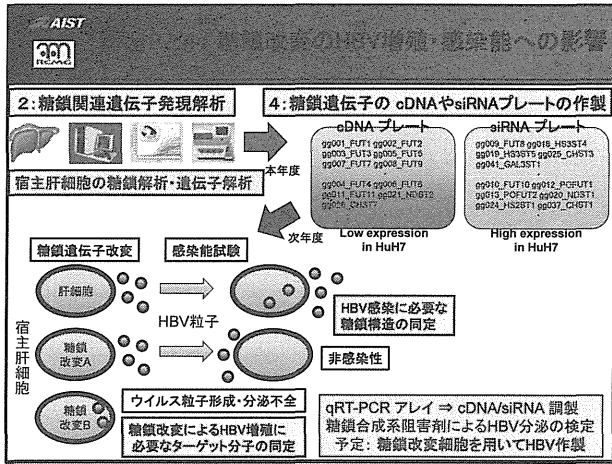 AIST
RCMG
糖鎖改変のHBV増殖・感染能への影響
2:糖鎖関連遺伝子発現解析
4:糖鎖遺伝子の cDNAやsiRNAプレートの作製
宿主肝細胞の糖鎖解析・遺伝子解析
本年度
cDNA プレート
gg001_FUT1 gg002_FUT2
gg003_FUT3 gg005_FUT5
gg007_FUT7 gg008_FUT9
gg004_FUT4 gg006_FUT6
gg011_FUT11 gg021_NDST2
Low expression
in HuH7
siRNA プレート
gg009_FUT8 gg018_HS3ST4
gg019_HS3ST5 gg025_CHST3
gg041_GAL3ST1
gg010_FUT10 gg012_POFUT1
gg013_POFUT2 gg020_NDST1
gg024_HS2ST1 gg037_CHST1
High expression
in HuH7
次年度
糖鎖遺伝子改変
感染能試験
宿主肝細胞
肝細胞
HBV粒子
HBV感染に必要な
糖鎖構造の同定
糖鎖
改変A
非感染性
糖鎖
改変B
ウイルス粒子形成・分泌不全
糖鎖改変によるHBV増殖に
必要なターゲット分子の同定
qRT-PCR アレイ ⇒ cDNA/siRNA 調製
糖鎖合成系阻害剤によるHBV分泌の検定
予定: 糖鎖改変細胞を用いてHBV作製